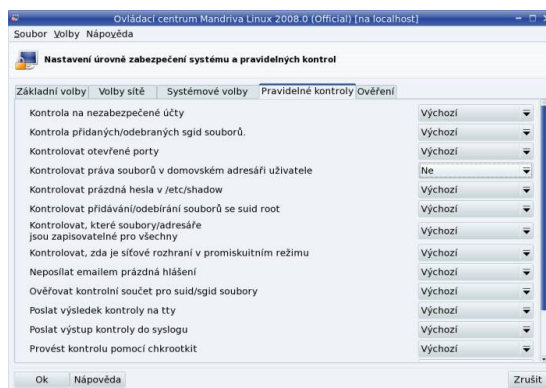 Ovládací centrum Mandriva Linux 2008.0 (Official) [na localhost]
Soubor Volby Nápověda
Nastavení úrovně zabezpečení systému a pravidelných kontrol
Základní volby Volby sítě Systémové volby Pravidelné kontroly Ověření
Kontrola na nezabezpečené účty Výchozí
Kontrola přidaných/odebraných sgid souborů. Výchozí
Kontrolovat otevřené porty Výchozí
Kontrolovat práva souborů v domovském adresáři uživatele Ne
Kontrolovat prázdná hesla v /etc/shadow Výchozí
Kontrolovat přidávání/odebírání souborů se suid root Výchozí
Kontrolovat, které soubory/adresáře
jsou zapisovatelné pro všechny Výchozí
Kontrolovat, zda je síťové rozhraní v promiskuitním režimu Výchozí
Neposílat emailem prázdná hlášení Výchozí
Ověřovat kontrolní součet pro suid/sgid soubory Výchozí
Poslat výsledek kontroly na tty Výchozí
Poslat výstup kontroly do syslogu Výchozí
Provést kontrolu pomocí chkrootkit Výchozí
Ok Nápověda Zrušit